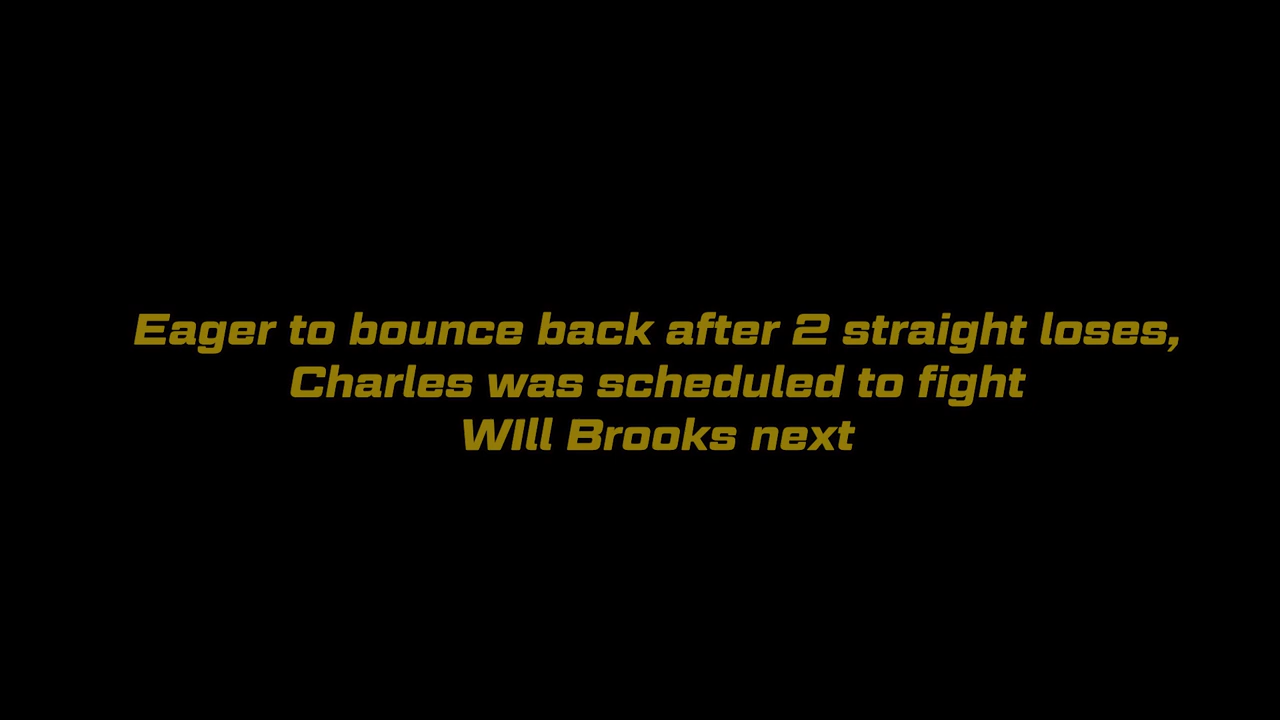 Eager to bounce back after 2 straight loses,
Charles was scheduled to fight
WIll Brooks next